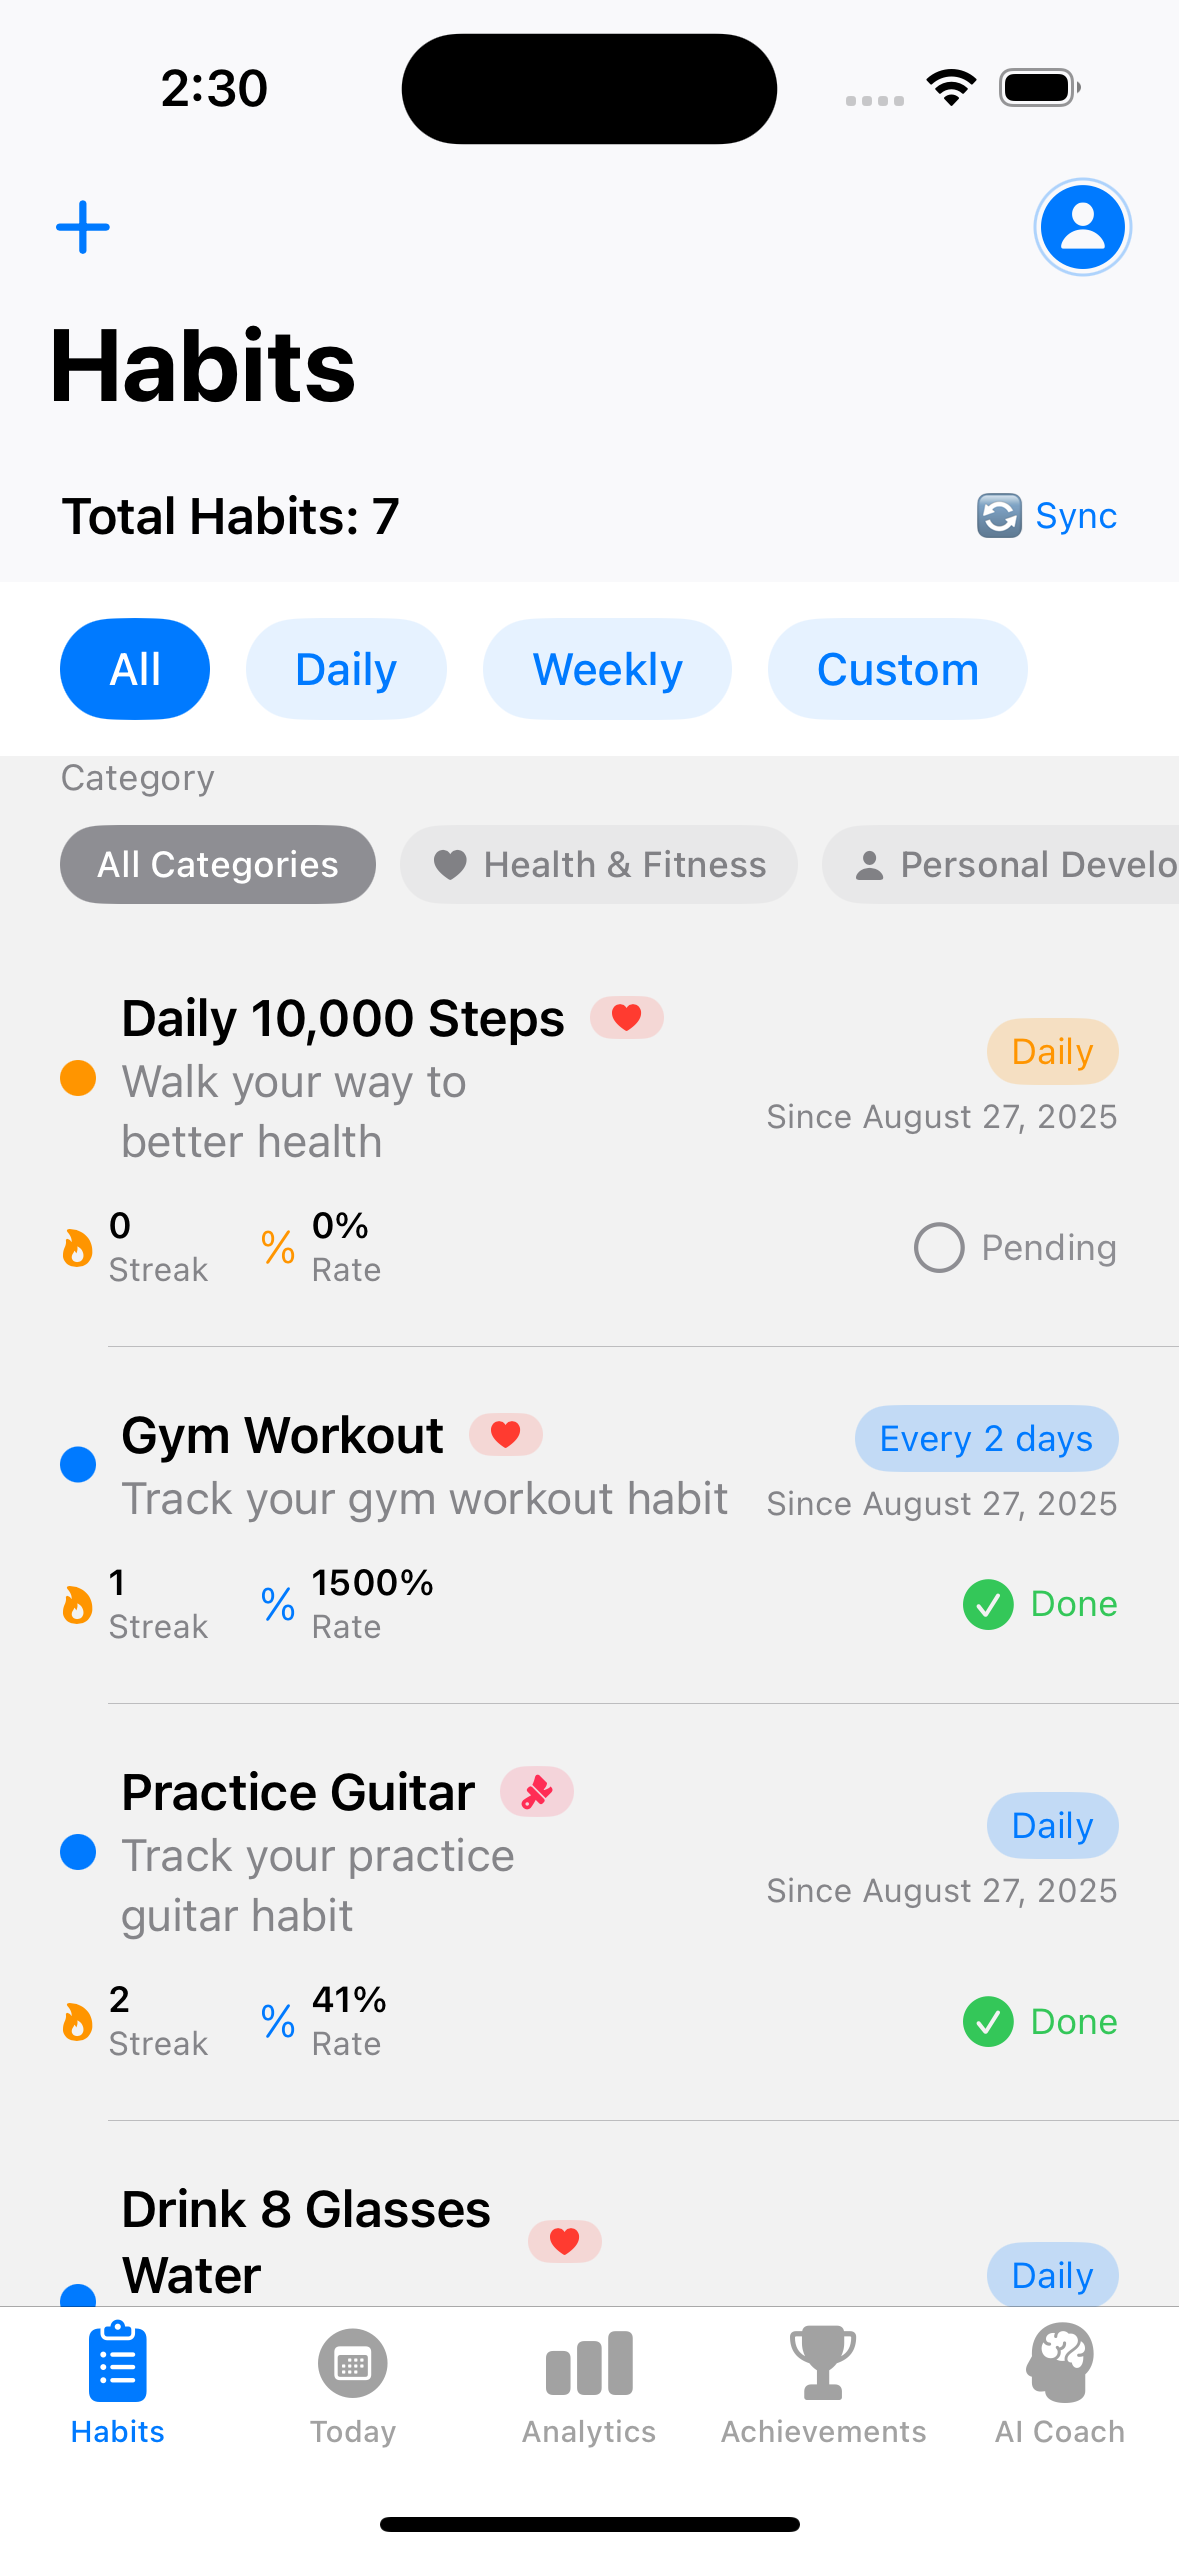 2:30
Habits
Total Habits: 7
Sync
All
Daily
Weekly
Custom
Category
All Categories
Health & Fitness
Personal Develo
Daily 10,000 Steps
Walk your way to
better health
Daily
Since August 27, 2025
0
Streak
%
0%
Rate
Pending
Gym Workout
Track your gym workout habit
Every 2 days
Since August 27, 2025
1
Streak
%
1500%
Rate
Done
Practice Guitar
Track your practice
guitar habit
Daily
Since August 27, 2025
2
Streak
%
41%
Rate
Done
Drink 8 Glasses
Water
Daily
Habits
Today
Analytics
Achievements
AI Coach